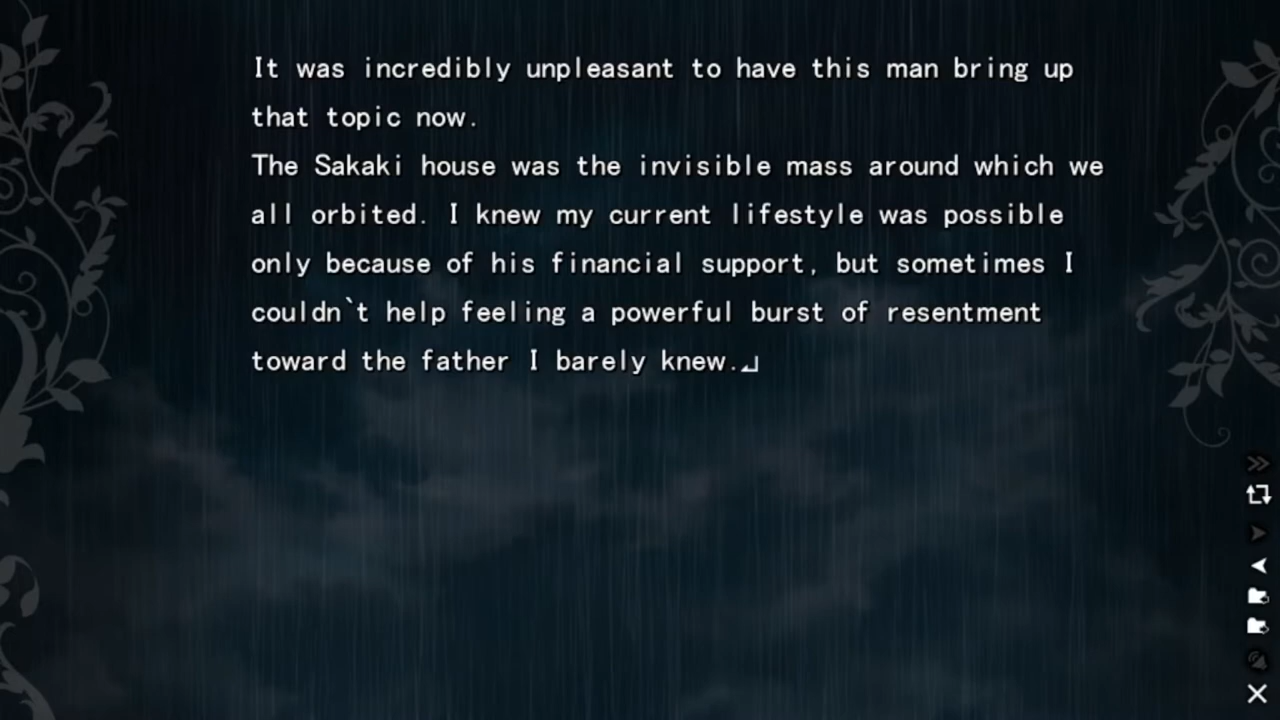 It was incredibly unpleasant to have this man bring up
that topic now.
The Sakaki house was the invisible mass around which we
all orbited. I knew my current lifestyle was possible
only because of his financial support, but sometimes I
couldn`t help feeling a powerful burst of resentment
toward the father I barely knew.